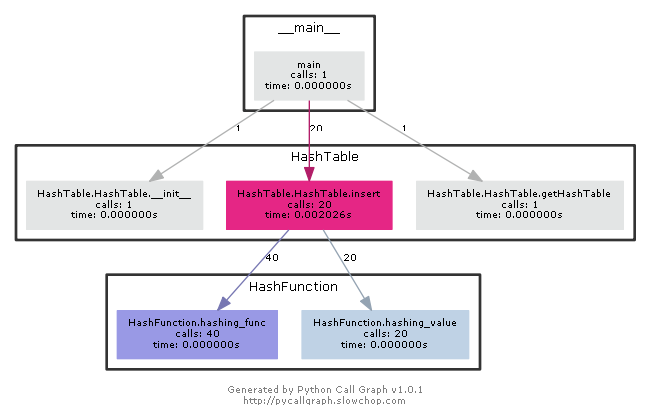 __main__
main
calls: 1
time: 0.000000s
1
20
1
HashTable
HashTable.HashTable.__init__
calls: 1
time: 0.000000s
HashTable.HashTable.insert
calls: 20
time: 0.002026s
HashTable.HashTable.getHashTable
calls: 1
time: 0.000000s
40
20
HashFunction
HashFunction.hashing_func
calls: 40
time: 0.000000s
HashFunction.hashing_value
calls: 20
time: 0.000000s
Generated by Python Call Graph v1.0.1
http://pycallgraph.slowchop.com